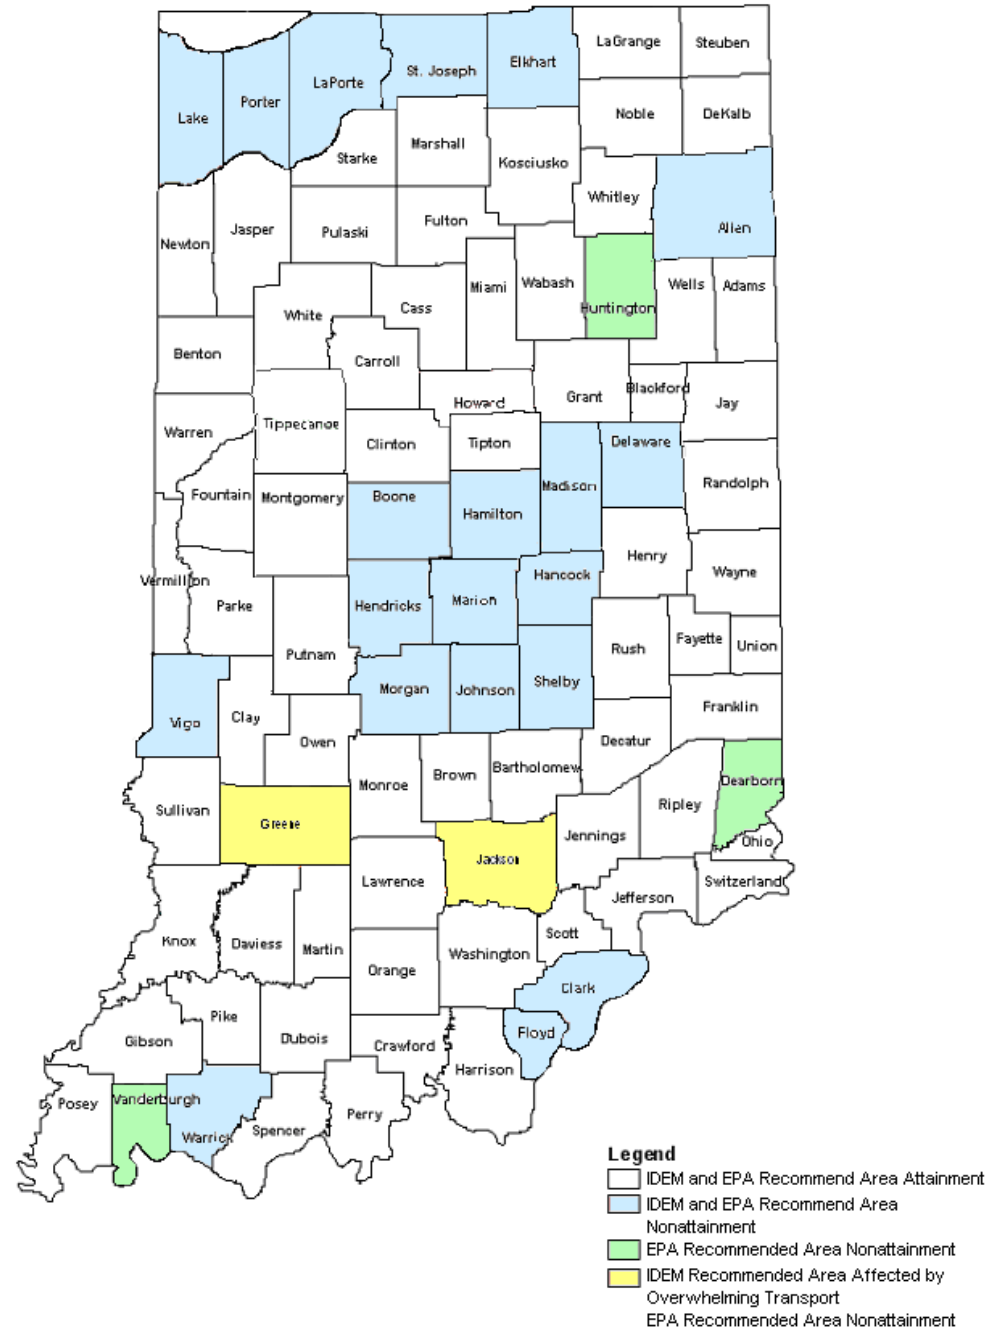 LaGrange
Steuben
Elkhart
St. Joseph
LaPorte
Porter
Lake
Noble
DeKalb
Marshall
Starke
Kosciusko
Whitley
Allen
Fulton
Jasper
Pulaski
Newton
Wabash
Miami
Wells
Adams
Huntington
Cass
White
Benton
Carroll
Blackford
Grant
Howard
Jay
Tippecanoe
Warren
Clinton
Tipton
Delaware
Randolph
Madison
Fountain
Montgomery
Boone
Hamilton
Henry
Wayne
Hancock
Vermillion
Marion
Parke
Hendricks
Fayette
Union
Rush
Putnam
Shelby
Morgan
Johnson
Franklin
Clay
Vigo
Owen
Decatur
Bartholomew
Brown
Dearborn
Monroe
Ripley
Sullivan
Greene
Jennings
Ohio
Jackson
Lawrence
Switzerland
Jefferson
Scott
Knox
Daviess
Martin
Washington
Orange
Clark
Pike
Floyd
Dubois
Gibson
Crawford
Harrison
Vanderburgh
Posey
Perry
Spencer
Warrick
Legend
IDEM and EPA Recommend Area Attainment
IDEM and EPA Recommend Area
Nonattainment
EPA Recommended Area Nonattainment
IDEM Recommended Area Affected by
Overwhelming Transport
EPA Recommended Area Nonattainment